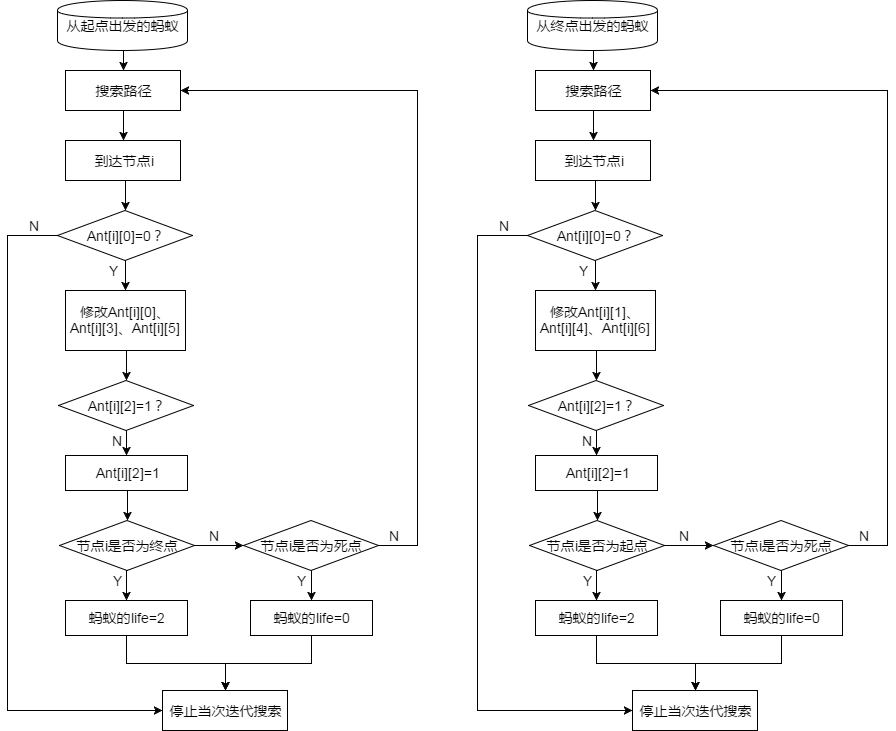 从起点出发的蚂蚁
搜索路径
到达节点i
Ant[i][0]=0？
N
Y
修改Ant[i][0]、
Ant[i][3]、Ant[i][5]
Ant[i][2]=1？
N
Ant[i][2]=1
节点i是否为终点
N
节点i是否为死点
N
Y
Y
蚂蚁的life=2
蚂蚁的life=0
停止当次迭代搜索
从终点出发的蚂蚁
搜索路径
到达节点i
Ant[i][0]=0？
N
Y
修改Ant[i][1]、
Ant[i][4]、Ant[i][6]
Ant[i][2]=1？
N
Ant[i][2]=1
节点i是否为起点
N
节点i是否为死点
N
Y
Y
蚂蚁的life=2
蚂蚁的life=0
停止当次迭代搜索